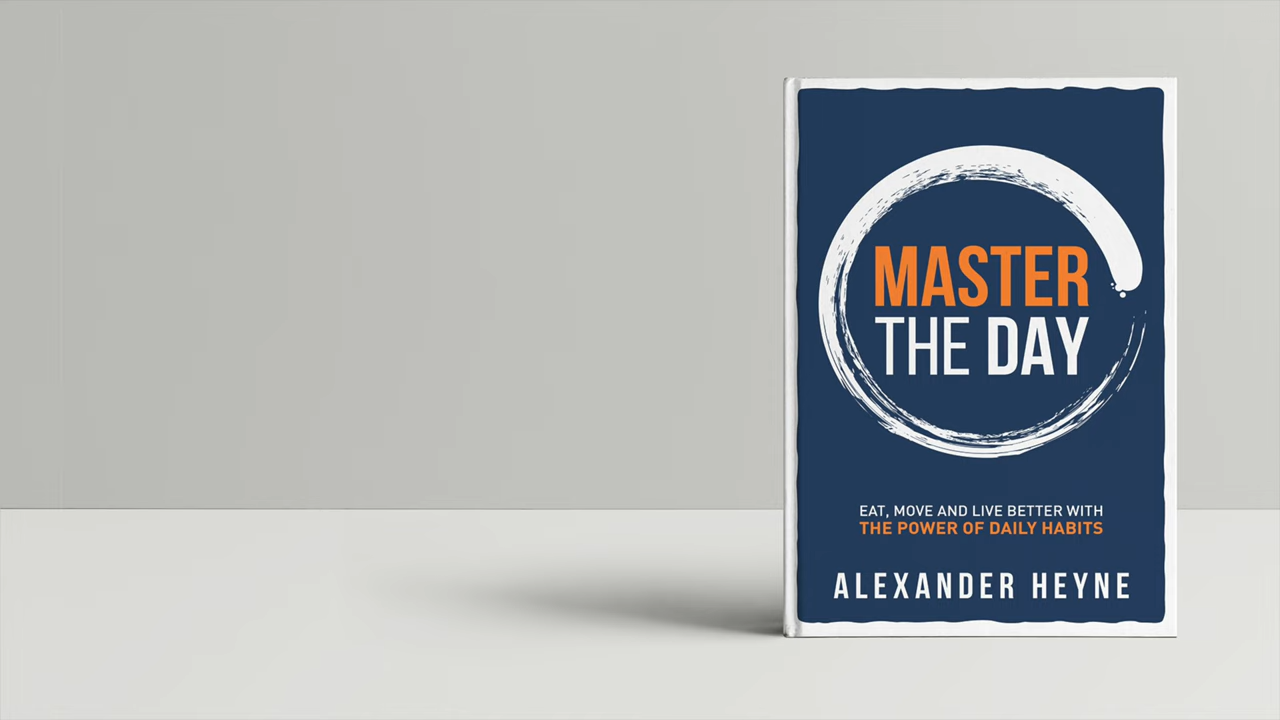 MASTER
THE DAY
EAT, MOVE AND LIVE BETTER WITH
THE POWER OF DAILY HABITS
ALEXANDER HEYNE